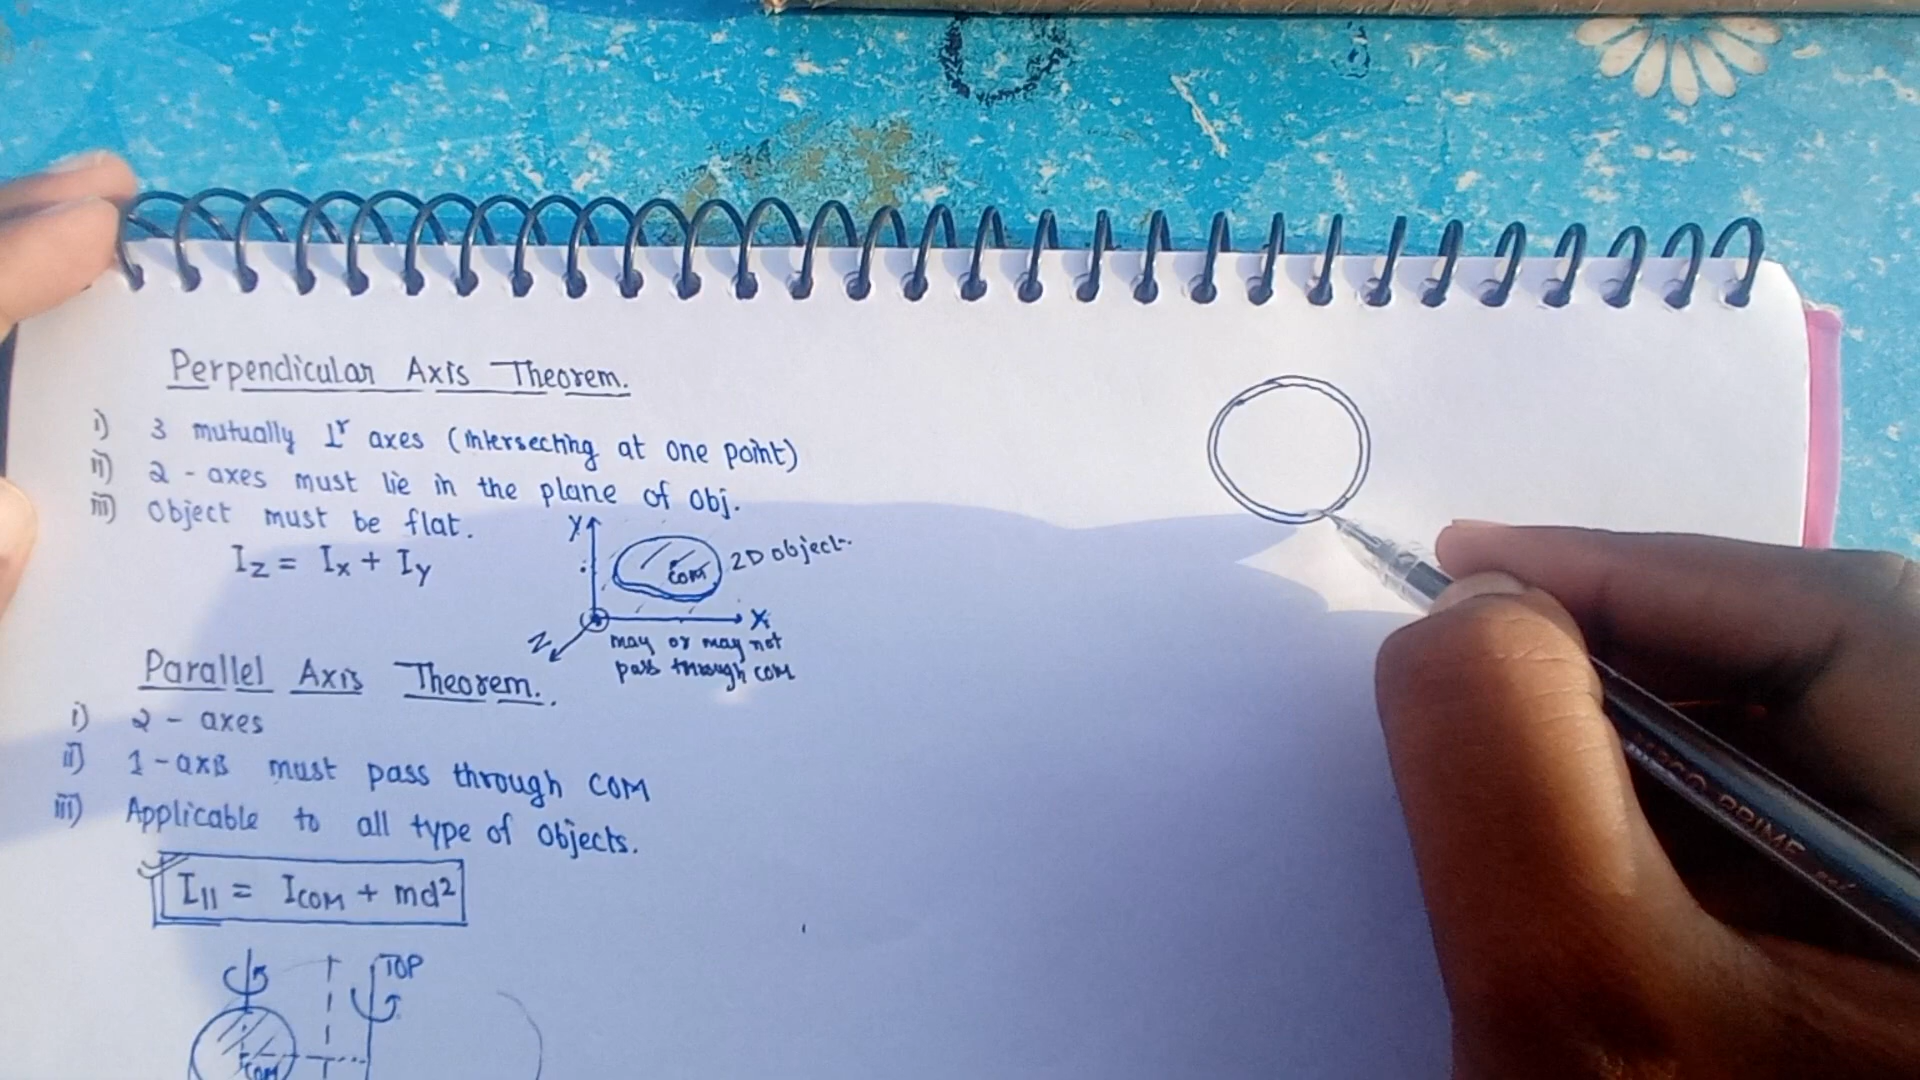 Perpendicular Axis Theorem.
i) 3 mutually ⊥r axes (intersecting at one point)
ii) 2 - axes must lie in the plane of obj.
iii) Object must be flat.
Iz = Ix + Iy
Y
COM
2D object
X
Z
may or may not
pass through COM
Parallel Axis Theorem.
i) 2 - axes
ii) 1 - axis must pass through COM
iii) Applicable to all type of Objects.
I|| = ICOM + md²
TOP
COM
PRIME